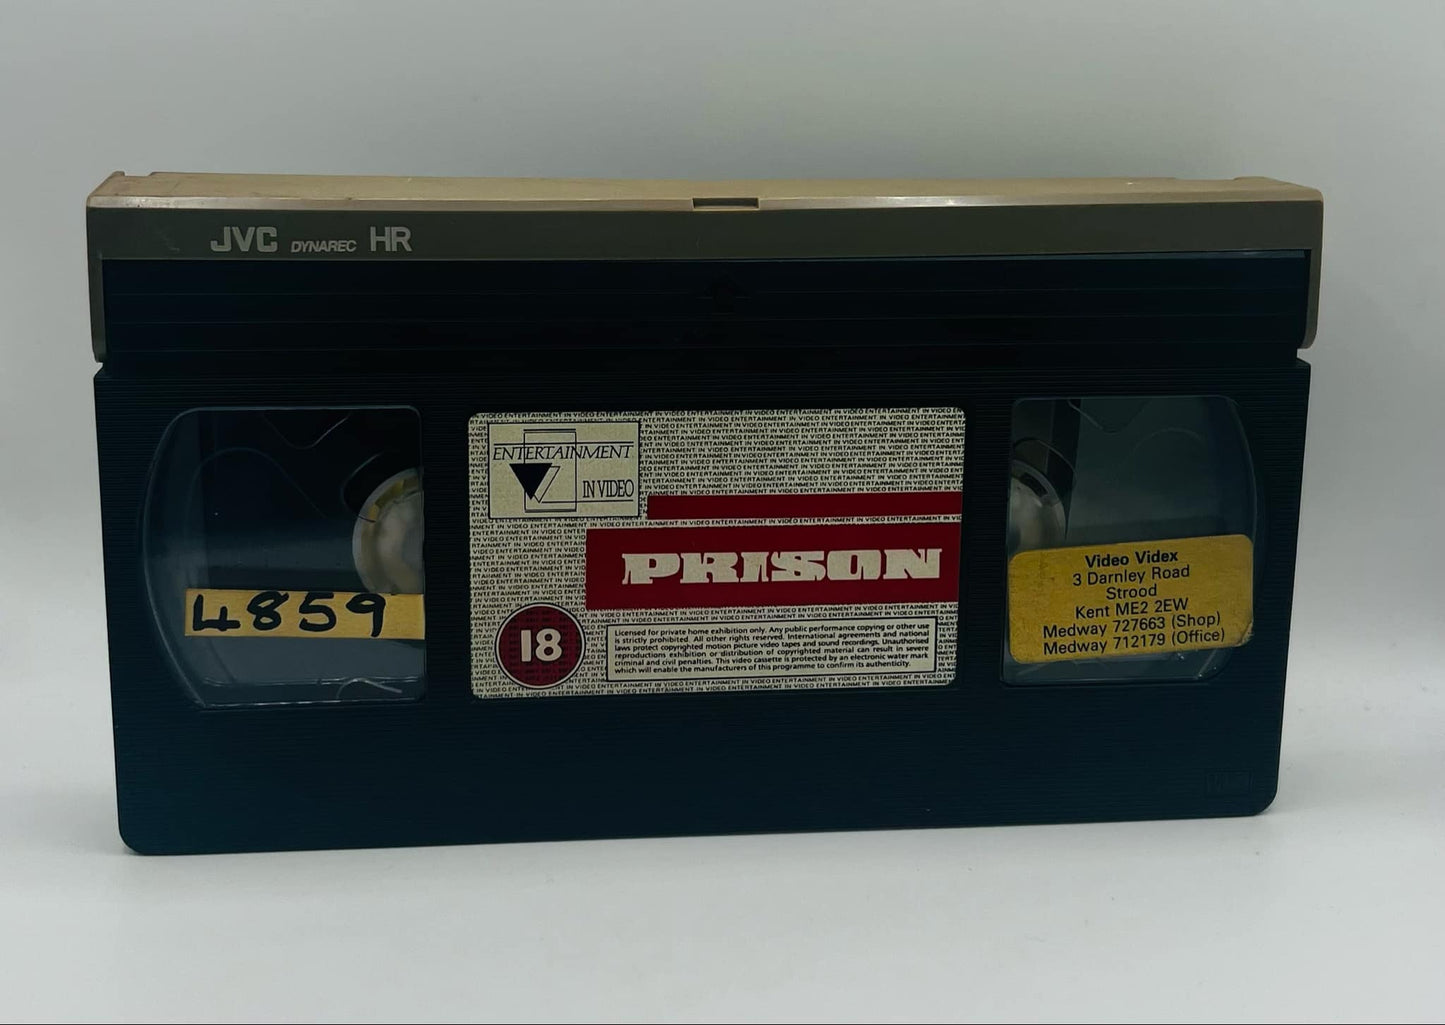 JVC DYNAREC HR
ENTERTAINMENT
IN VIDEO
PRISON
18
Licensed for private home exhibition only. Any public performance copying or other use
is strictly prohibited. All other rights reserved. International agreements and national
laws protect copyrighted motion picture video tapes and sound recordings. Unauthorised
reproductions exhibition or distribution of copyrighted material can result in severe
criminal and civil penalties. This video cassette is protected by an electronic water mark
which will enable the manufacturers of this programme to confirm its authenticity.
4859
Video Videx
3 Darnley Road
Strood
Kent ME2 2EW
Medway 727663 (Shop)
Medway 712179 (Office)